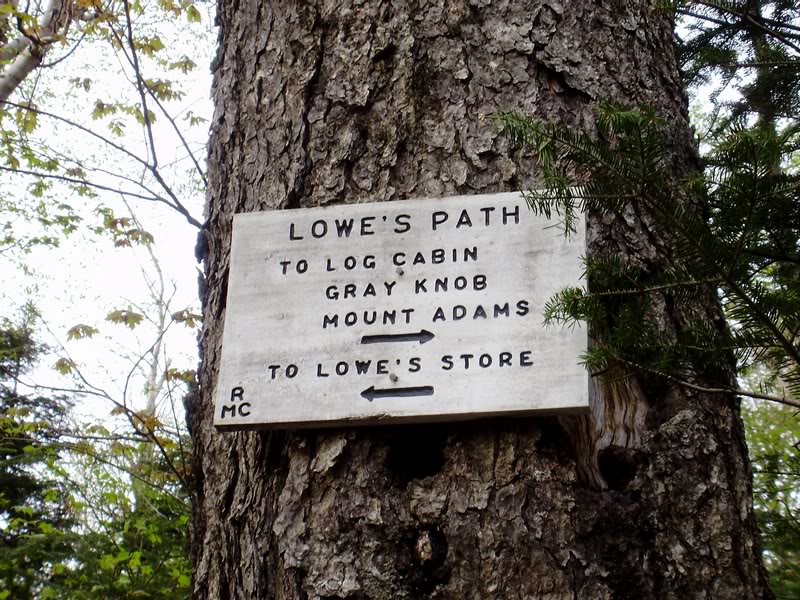 LOWE'S PATH
TO LOG CABIN
GRAY KNOB
MOUNT ADAMS
TO LOWE'S STORE
R
MC